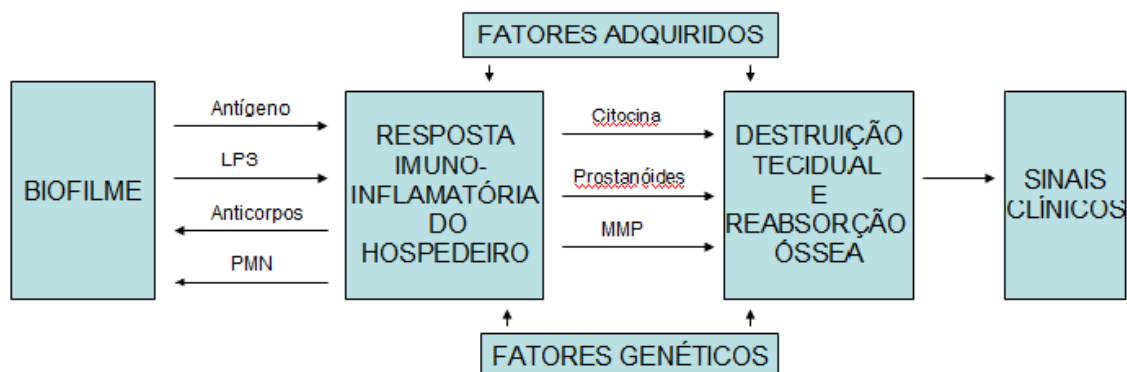 FATORES ADQUIRIDOS
BIOFILME
Antígeno
LPS
Anticorpos
PMN
RESPOSTA
IMUNO-
INFLAMATÓRIA
DO
HOSPEDEIRO
Citocina
Prostanóides
MMP
DESTRUIÇÃO
TECIDUAL
E
REABSORÇÃO
ÓSSEA
SINAIS
CLÍNICOS
FATORES GENÉTICOS